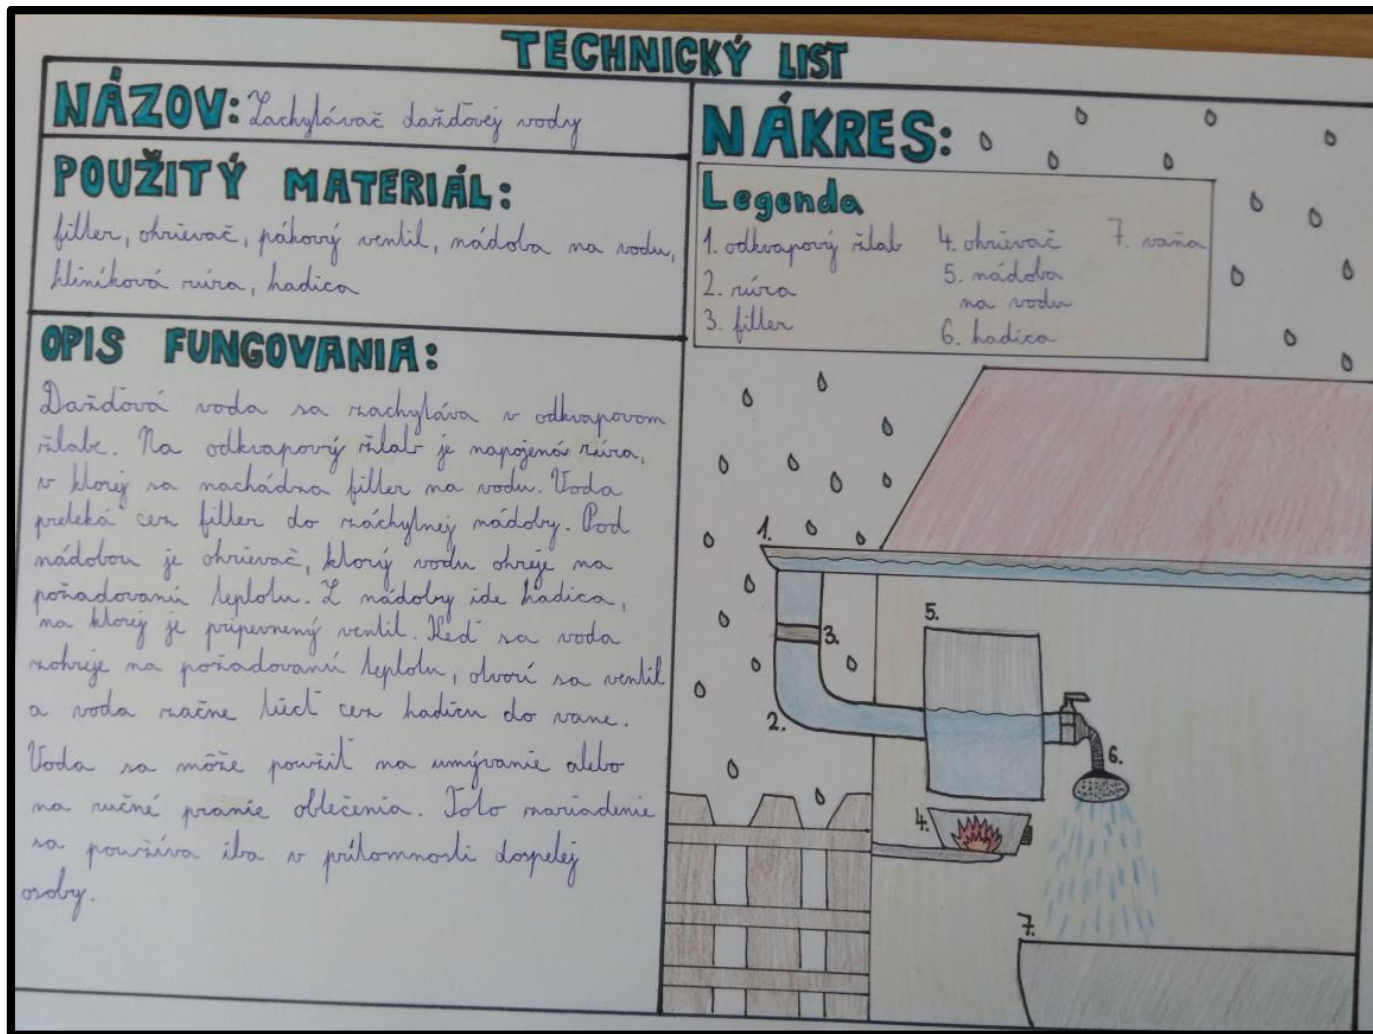 TECHNICKÝ LIST
NÁZOV: Zachytávač dažďovej vody
POUŽITÝ MATERIÁL:
filter, ohrievač, pákový ventil, nádoba na vodu,
hliníková rúra, hadica
OPIS FUNGOVANIA:
Dažďová voda sa zachytáva v odkvapovom
žlabe. Na odkvapový žlab je napojená rúra,
v ktorej sa nachádza filter na vodu. Voda
preteká cez filter do záchytnej nádoby. Pod
nádobou je ohrievač, ktorý vodu ohreje na
požadovanú teplotu. Z nádoby ide hadica,
na ktorej je pripevnený ventil. Keď sa voda
zohreje na požadovanú teplotu, otvorí sa ventil
a voda začne tiecť cez hadicu do vane.
Voda sa môže použiť na umývanie alebo
na ručné pranie oblečenia. Toto zariadenie
sa používa iba v prítomnosti dospelej
osoby.
NÁKRES:
Legenda
1. odkvapový žlab
2. rúra
3. filter
4. ohrievač
5. nádoba
na vodu
6. hadica
7. vaňa
1.
5.
3.
2.
6.
4.
7.